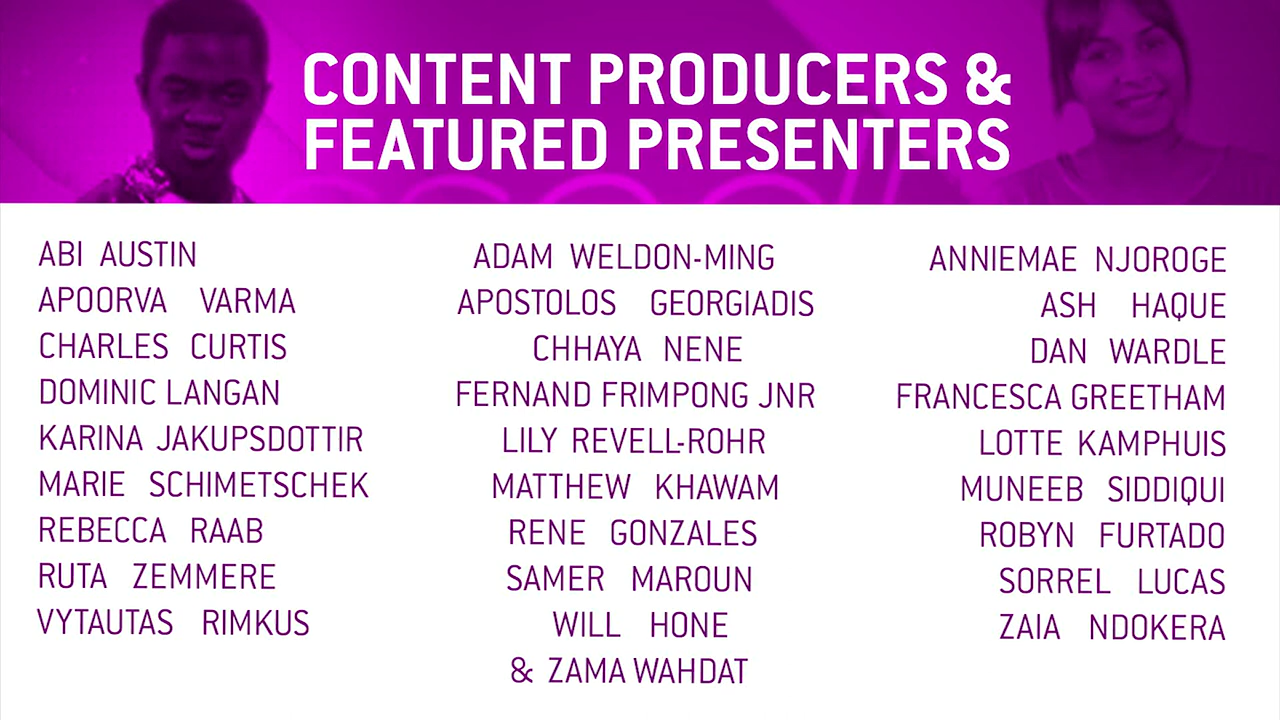 CONTENT PRODUCERS &
FEATURED PRESENTERS
ABI AUSTIN ADAM WELDON-MING ANNIEMAE NJOROGE
APOORVA VARMA APOSTOLOS GEORGIADIS ASH HAQUE
CHARLES CURTIS CHHAYA NENE DAN WARDLE
DOMINIC LANGAN FERNAND FRIMPONG JNR FRANCESCA GREETHAM
KARINA JAKUPSDOTTIR LILY REVELL-ROHR LOTTE KAMPHUIS
MARIE SCHIMETSCHEK MATTHEW KHAWAM MUNEEB SIDDIQUI
REBECCA RAAB RENE GONZALES ROBYN FURTADO
RUTA ZEMMERE SAMER MAROUN SORREL LUCAS
VYTAUTAS RIMKUS WILL HONE ZAIA NDOKERA
& ZAMA WAHDAT